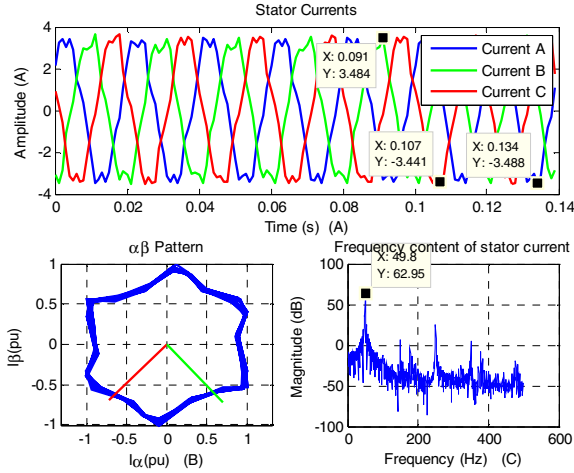 Stator Currents
Amplitude (A)
4
2
0
-2
-4
X: 0.091
Y: 3.484
Current A
Current B
Current C
X: 0.107
Y: -3.441
X: 0.134
Y: -3.488
0 0.02 0.04 0.06 0.08 0.1 0.12 0.14
Time (s) (A)
αβ Pattern
Iβ(pu)
1
0.5
0
-0.5
-1
-1 -0.5 0 0.5 1
Iα(pu) (B)
Frequency content of stator current
X: 49.8
Y: 62.95
Magnitude (dB)
100
50
0
-50
-100
0 200 400 600
Frequency (Hz) (C)